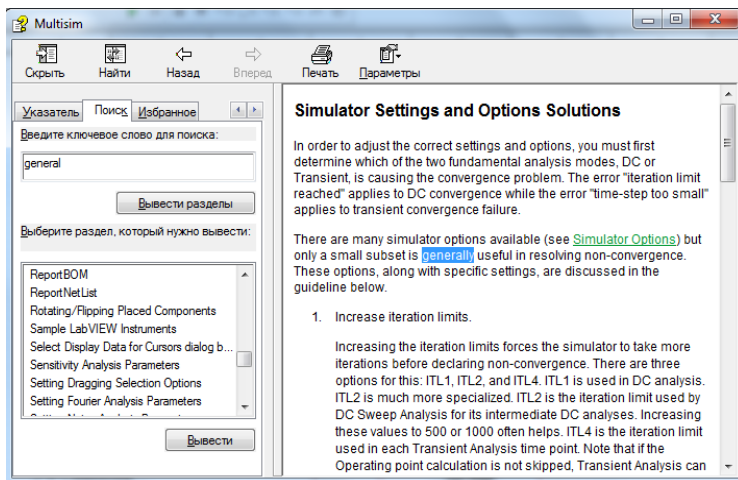 Multisim
Скрыть Найти Назад Вперед Печать Параметры
Указатель Поиск Избранное
Введите ключевое слово для поиска:
general
Вывести разделы
Выберите раздел, который нужно вывести:
ReportBOM
ReportNetList
Rotating/Flipping Placed Components
Sample LabVIEW Instruments
Select Display Data for Cursors dialog b...
Sensitivity Analysis Parameters
Setting Dragging Selection Options
Setting Fourier Analysis Parameters
Вывести
Simulator Settings and Options Solutions
In order to adjust the correct settings and options, you must first
determine which of the two fundamental analysis modes, DC or
Transient, is causing the convergence problem. The error "iteration limit
reached" applies to DC convergence while the error "time-step too small"
applies to transient convergence failure.
There are many simulator options available (see Simulator Options) but
only a small subset is generally useful in resolving non-convergence.
These options, along with specific settings, are discussed in the
guideline below.
1. Increase iteration limits.
Increasing the iteration limits forces the simulator to take more
iterations before declaring non-convergence. There are three
options for this: ITL1, ITL2, and ITL4. ITL1 is used in DC analysis.
ITL2 is much more specialized. ITL2 is the iteration limit used by
DC Sweep Analysis for its intermediate DC analyses. Increasing
these values to 500 or 1000 often helps. ITL4 is the iteration limit
used in each Transient Analysis time point. Note that if the
Operating point calculation is not skipped, Transient Analysis can